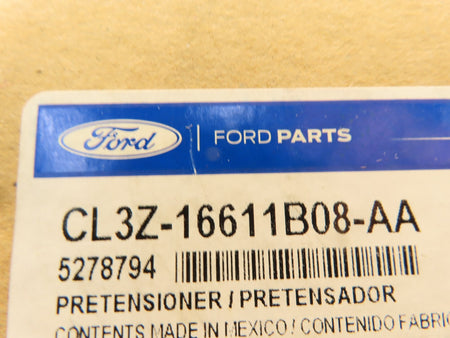 Ford | FORD PARTS
CL3Z-16611B08-AA
5278794
PRETENSIONER / PRETENSADOR
CONTENTS MADE IN MEXICO / CONTENIDO